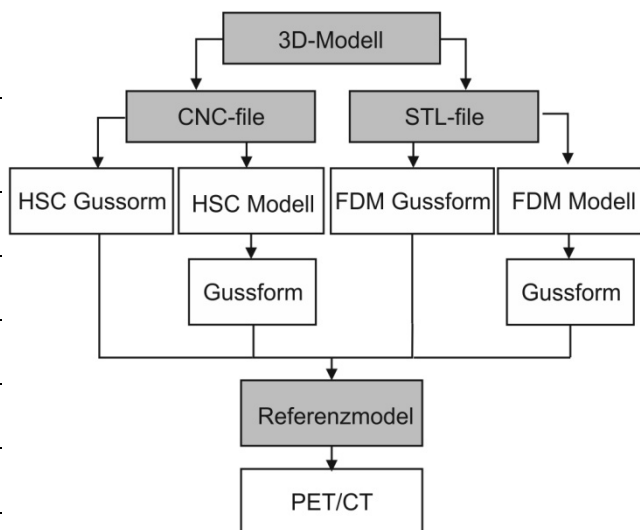 3D-Modell
CNC-file
STL-file
HSC Gussorm
HSC Modell
FDM Gussform
FDM Modell
Gussform
Gussform
Referenzmodel
PET/CT